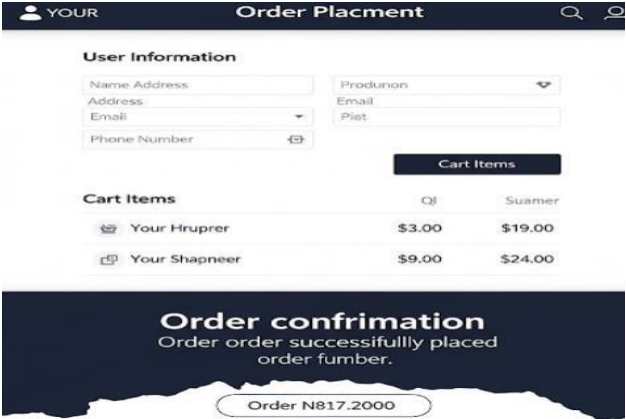 YOUR
Order Placment
User Information
Name Address
Produnon
Address
Email
Email
Pist
Phone Number
Cart Items
Cart Items
Ql
Suamer
Your Hruprer
$3.00
$19.00
Your Shapneer
$9.00
$24.00
Order confrimation
Order order successifullly placed
order fumber.
Order N817.2000